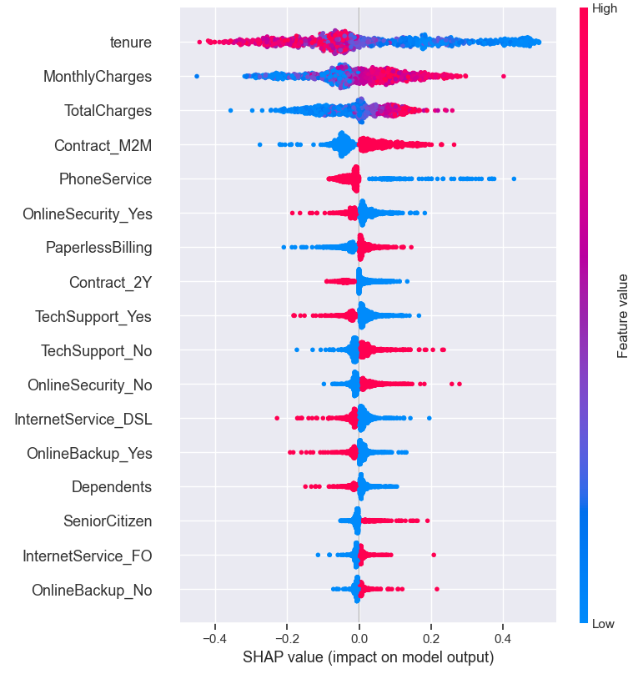 High
tenure
MonthlyCharges
TotalCharges
Contract_M2M
PhoneService
OnlineSecurity_Yes
PaperlessBilling
Contract_2Y
TechSupport_Yes
TechSupport_No
OnlineSecurity_No
InternetService_DSL
OnlineBackup_Yes
Dependents
SeniorCitizen
InternetService_FO
OnlineBackup_No
Feature value
Low
−0.4 −0.2 0.0 0.2 0.4
SHAP value (impact on model output)